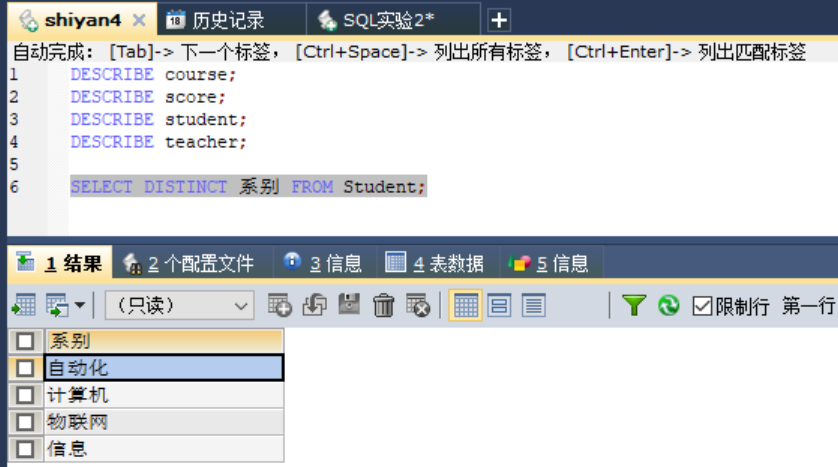 shiyan4 × 18 历史记录 SQL实验2* +
自动完成: [Tab]-> 下一个标签, [Ctrl+Space]-> 列出所有标签, [Ctrl+Enter]-> 列出匹配标签
1 DESCRIBE course;
2 DESCRIBE score;
3 DESCRIBE student;
4 DESCRIBE teacher;
5
6 SELECT DISTINCT 系别 FROM Student;
1 结果 2 个配置文件 3 信息 4 表数据 5 信息
(只读) 限制行 第一行
系别
自动化
计算机
物联网
信息